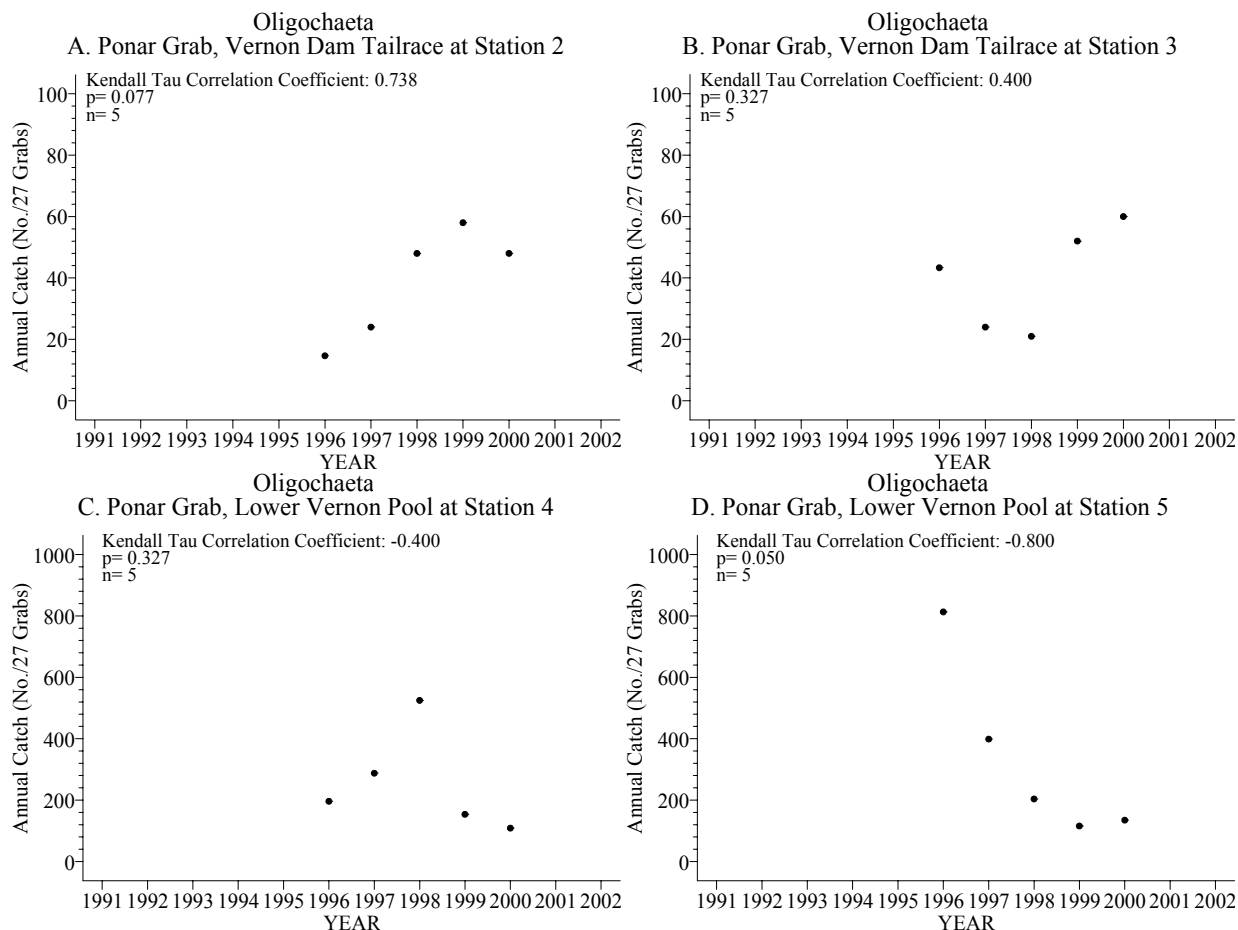 Oligochaeta
A. Ponar Grab, Vernon Dam Tailrace at Station 2
Kendall Tau Correlation Coefficient: 0.738
p= 0.077
n= 5
Annual Catch (No./27 Grabs)
100
80
60
40
20
0
1991 1992 1993 1994 1995 1996 1997 1998 1999 2000 2001 2002
YEAR
Oligochaeta
B. Ponar Grab, Vernon Dam Tailrace at Station 3
Kendall Tau Correlation Coefficient: 0.400
p= 0.327
n= 5
Annual Catch (No./27 Grabs)
100
80
60
40
20
0
1991 1992 1993 1994 1995 1996 1997 1998 1999 2000 2001 2002
YEAR
Oligochaeta
C. Ponar Grab, Lower Vernon Pool at Station 4
Kendall Tau Correlation Coefficient: -0.400
p= 0.327
n= 5
Annual Catch (No./27 Grabs)
1000
800
600
400
200
0
1991 1992 1993 1994 1995 1996 1997 1998 1999 2000 2001 2002
YEAR
Oligochaeta
D. Ponar Grab, Lower Vernon Pool at Station 5
Kendall Tau Correlation Coefficient: -0.800
p= 0.050
n= 5
Annual Catch (No./27 Grabs)
1000
800
600
400
200
0
1991 1992 1993 1994 1995 1996 1997 1998 1999 2000 2001 2002
YEAR